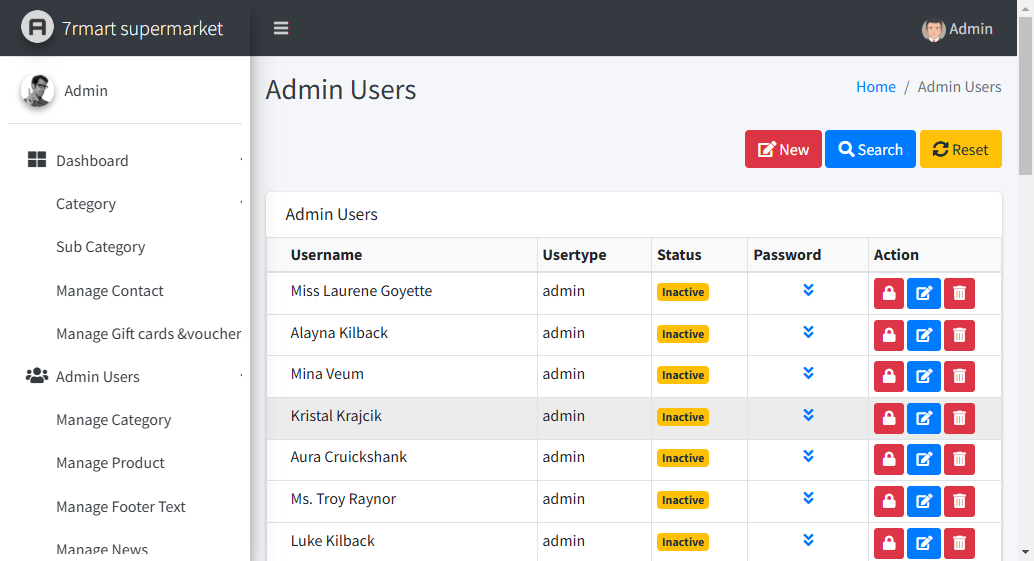 7rmart supermarket
Admin
Admin
Dashboard
Category
Sub Category
Manage Contact
Manage Gift cards &voucher
Admin Users
Manage Category
Manage Product
Manage Footer Text
Manage News
Admin Users
Home / Admin Users
New Search Reset
Admin Users
Username Usertype Status Password Action
Miss Laurene Goyette admin Inactive
Alayna Kilback admin Inactive
Mina Veum admin Inactive
Kristal Krajcik admin Inactive
Aura Cruickshank admin Inactive
Ms. Troy Raynor admin Inactive
Luke Kilback admin Inactive